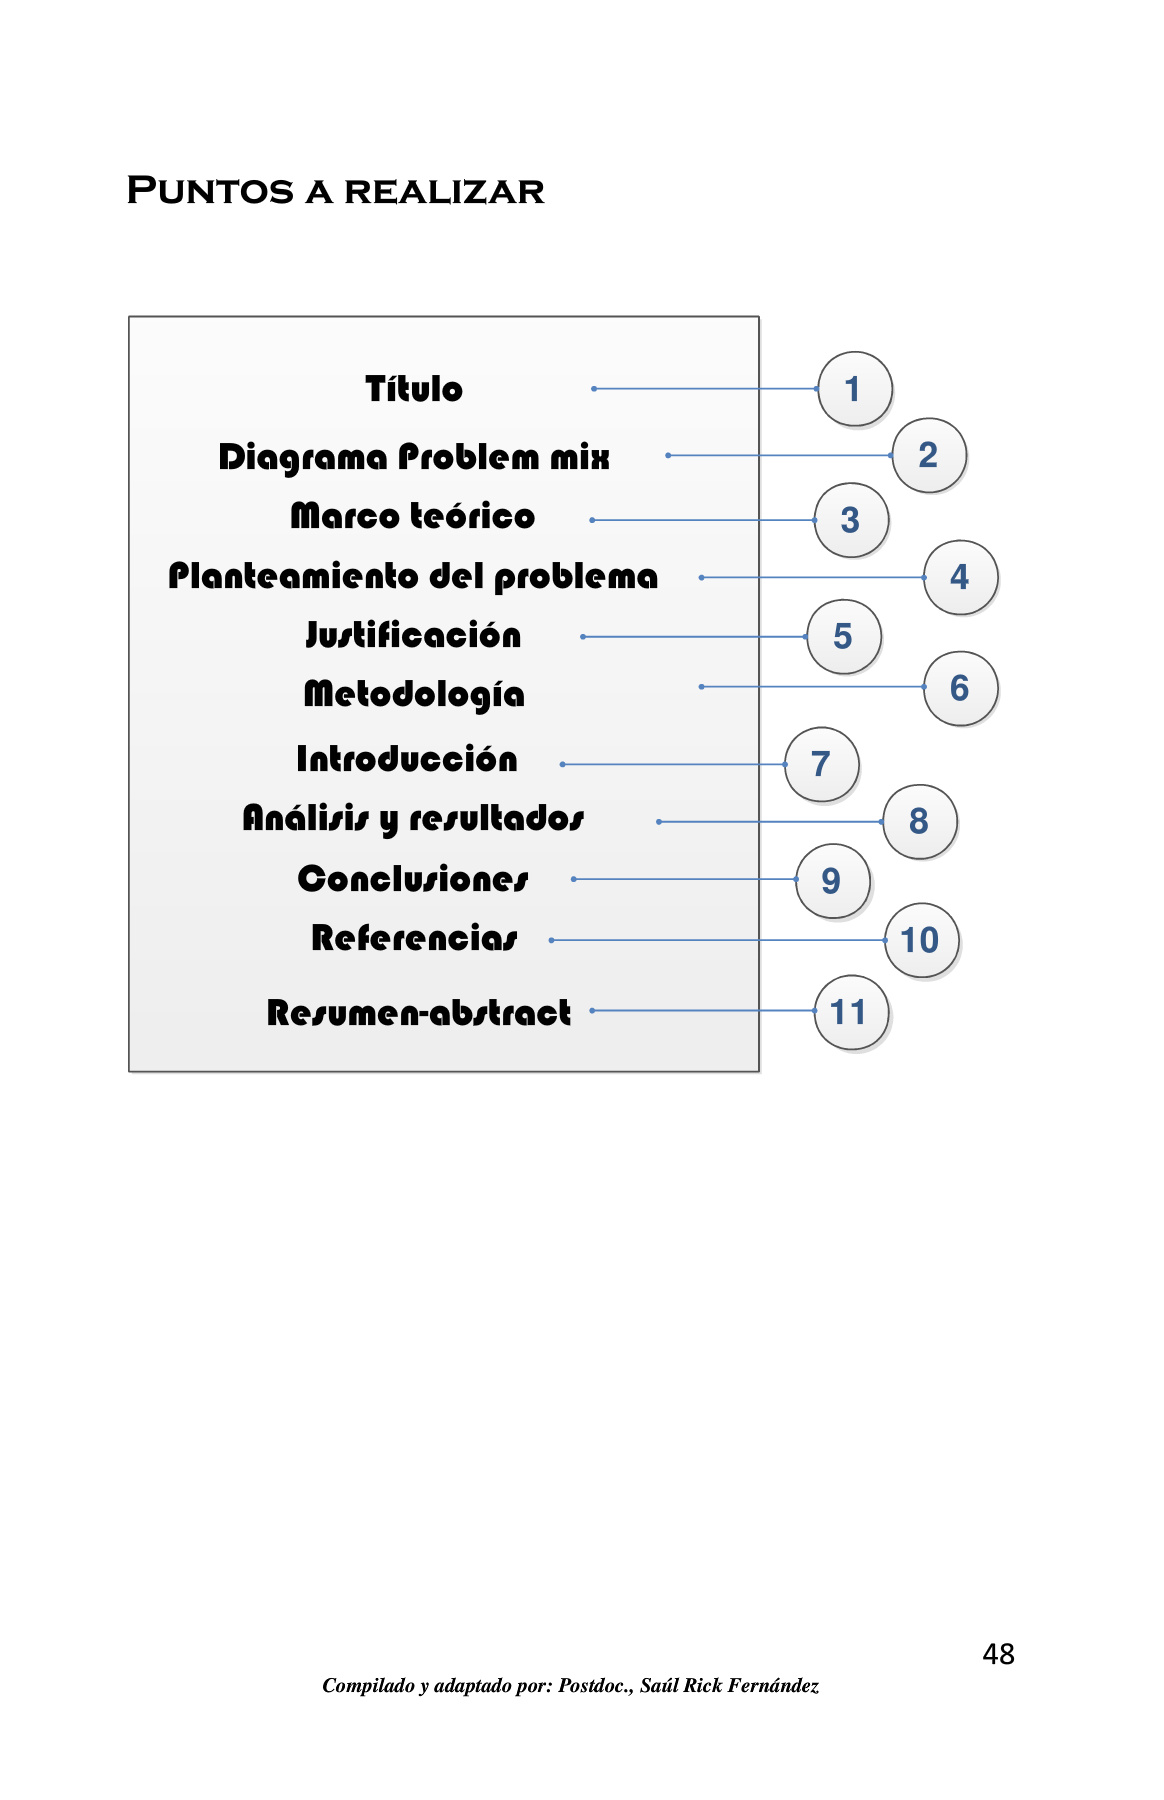 Puntos a realizar
Título 1
Diagrama Problem mix 2
Marco teórico 3
Planteamiento del problema 4
Justificación 5
Metodología 6
Introducción 7
Análisis y resultados 8
Conclusiones 9
Referencias 10
Resumen-abstract 11
48
Compilado y adaptado por: Postdoc., Saúl Rick Fernández